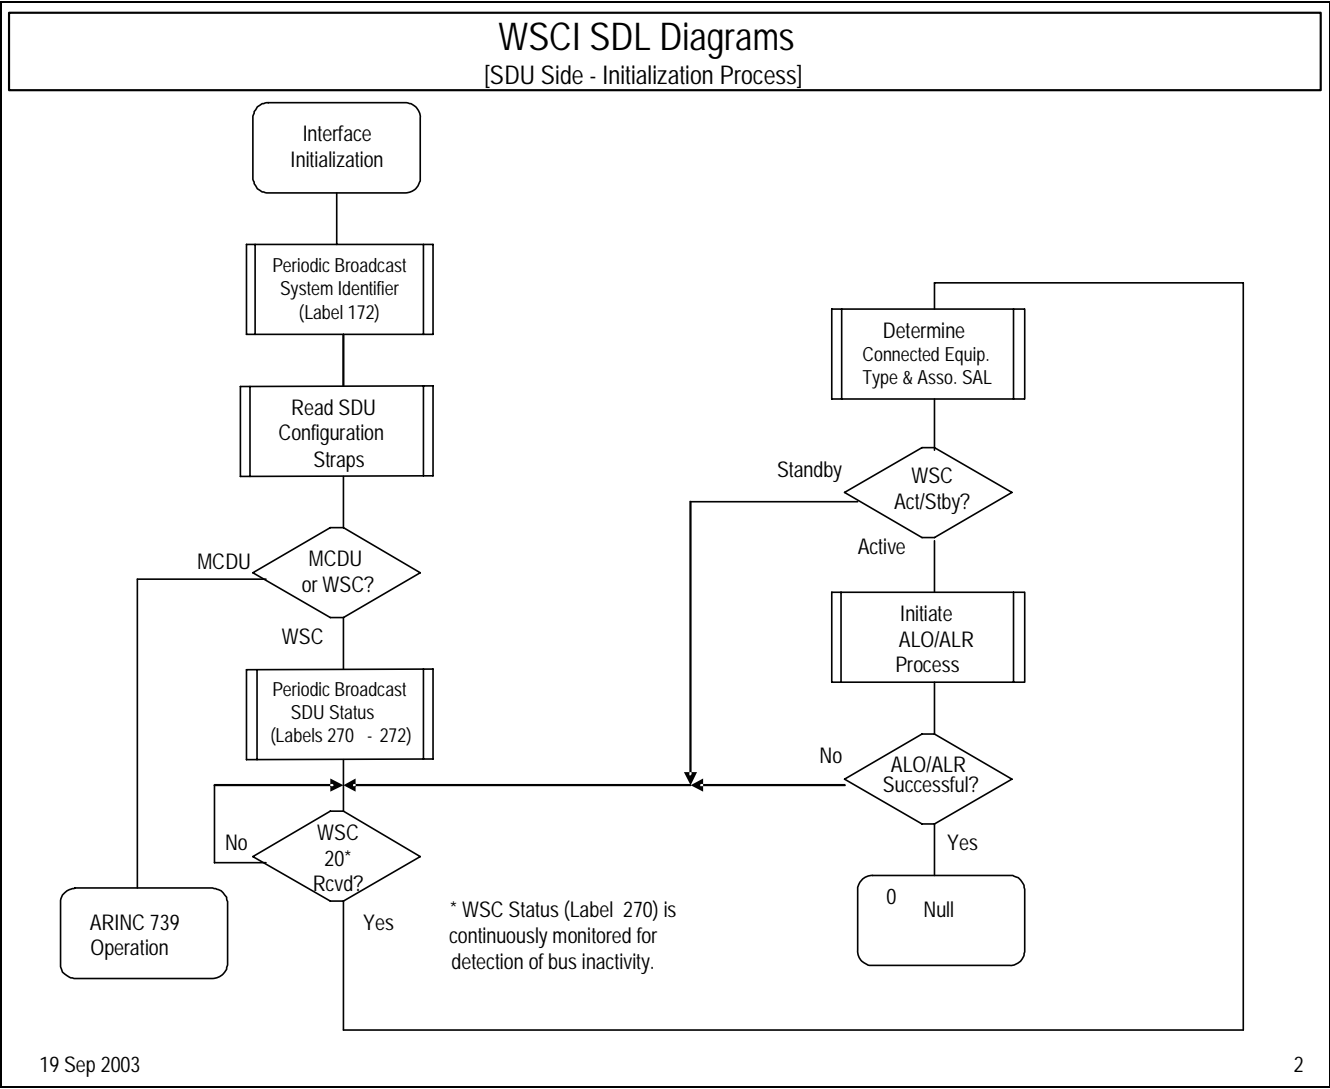 WSCI SDL Diagrams
[SDU Side - Initialization Process]
Interface
Initialization
Periodic Broadcast
System Identifier
(Label 172)
Read SDU
Configuration
Straps
MCDU
MCDU
or WSC?
WSC
Periodic Broadcast
SDU Status
(Labels 270 - 272)
No
WSC
20*
Rcvd?
Yes
ARINC 739
Operation
* WSC Status (Label 270) is
continuously monitored for
detection of bus inactivity.
Determine
Connected Equip.
Type & Asso. SAL
Standby
WSC
Act/Stby?
Active
Initiate
ALO/ALR
Process
No
ALO/ALR
Successful?
Yes
0
Null
19 Sep 2003
2